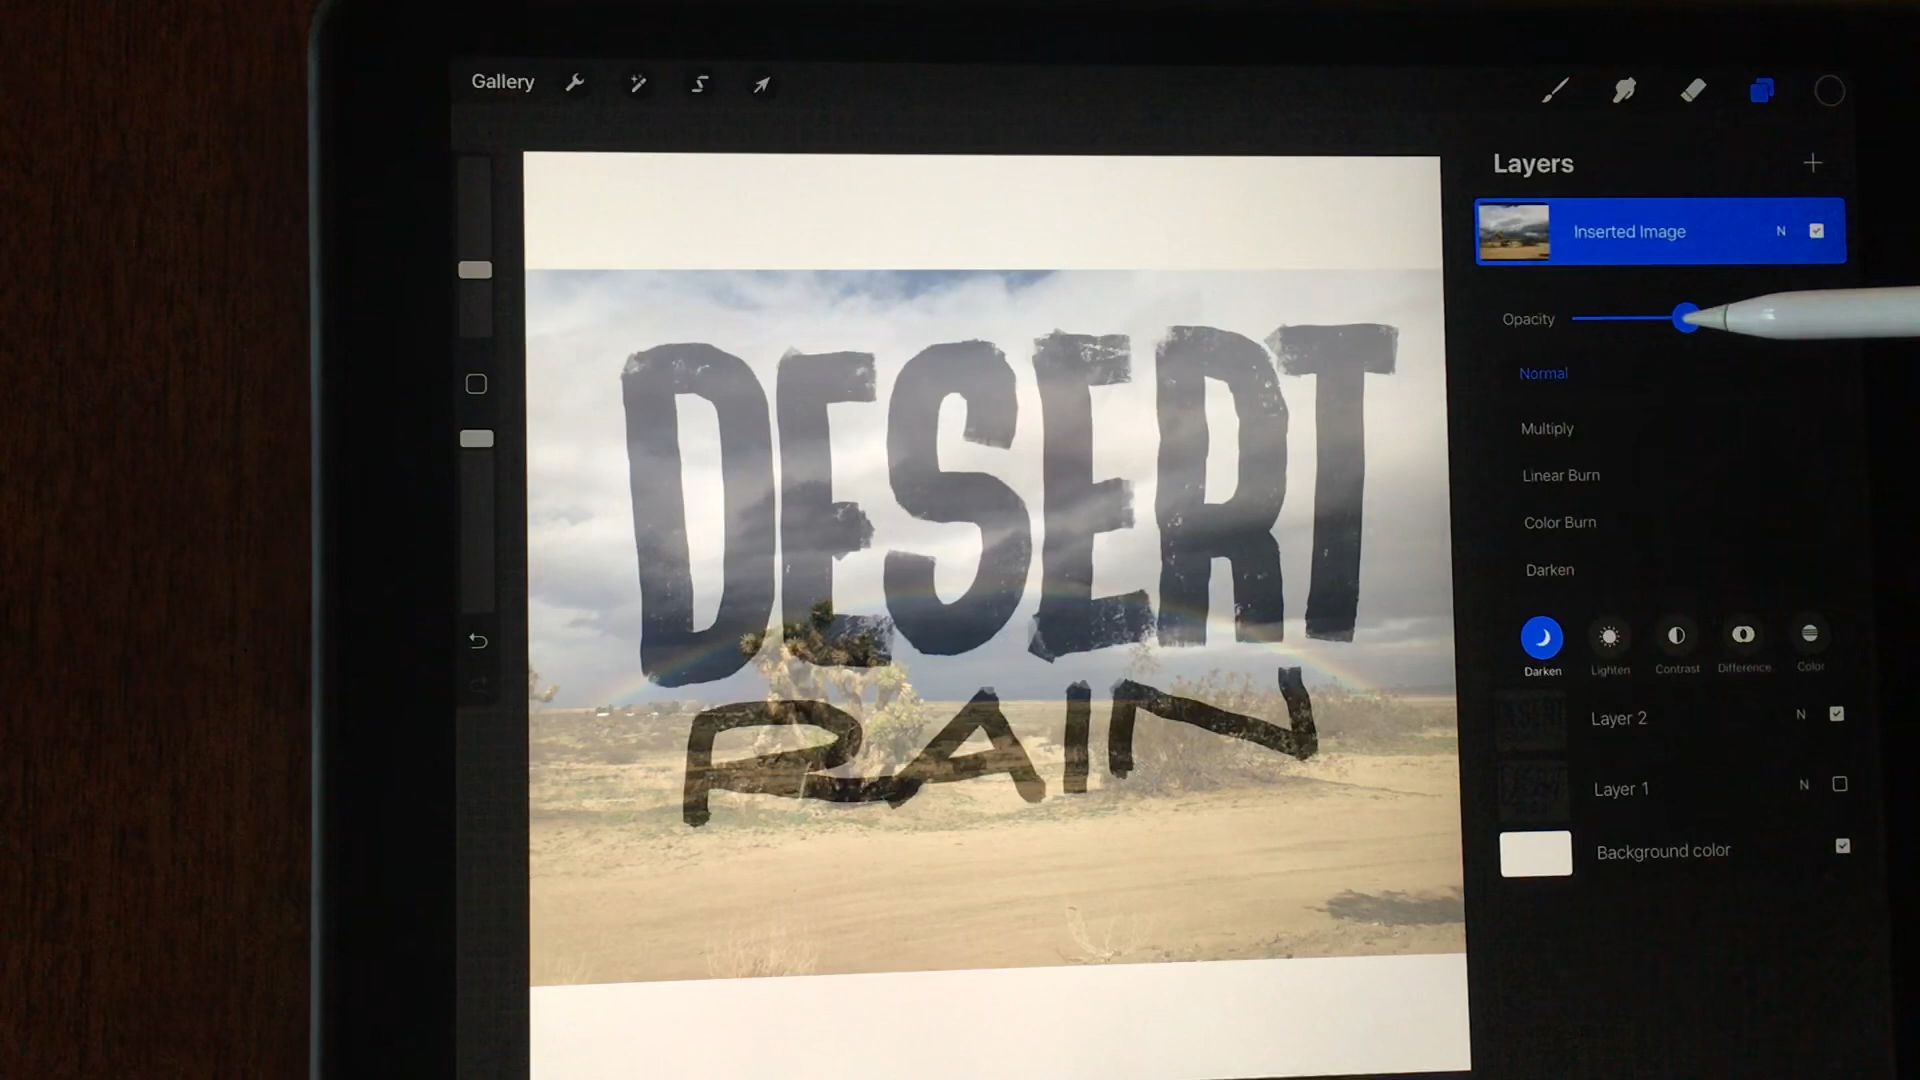 Gallery
Layers
Inserted Image N
Opacity
Normal
Multiply
Linear Burn
Color Burn
Darken
Darken Lighten Contrast Difference Color
Layer 2 N
Layer 1 N
Background color
DESERT
RAIN